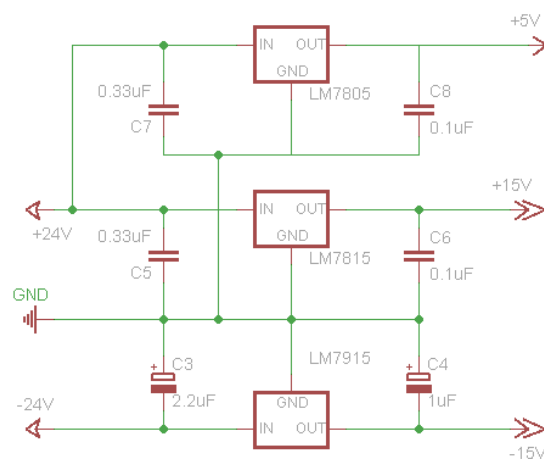 +5V
IN OUT
GND
LM7805
0.33uF
C7
C8
0.1uF
+15V
+24V
IN OUT
GND
LM7815
0.33uF
C5
C6
0.1uF
GND
LM7915
C3
2.2uF
C4
1uF
-24V
GND
IN OUT
-15V
+
+